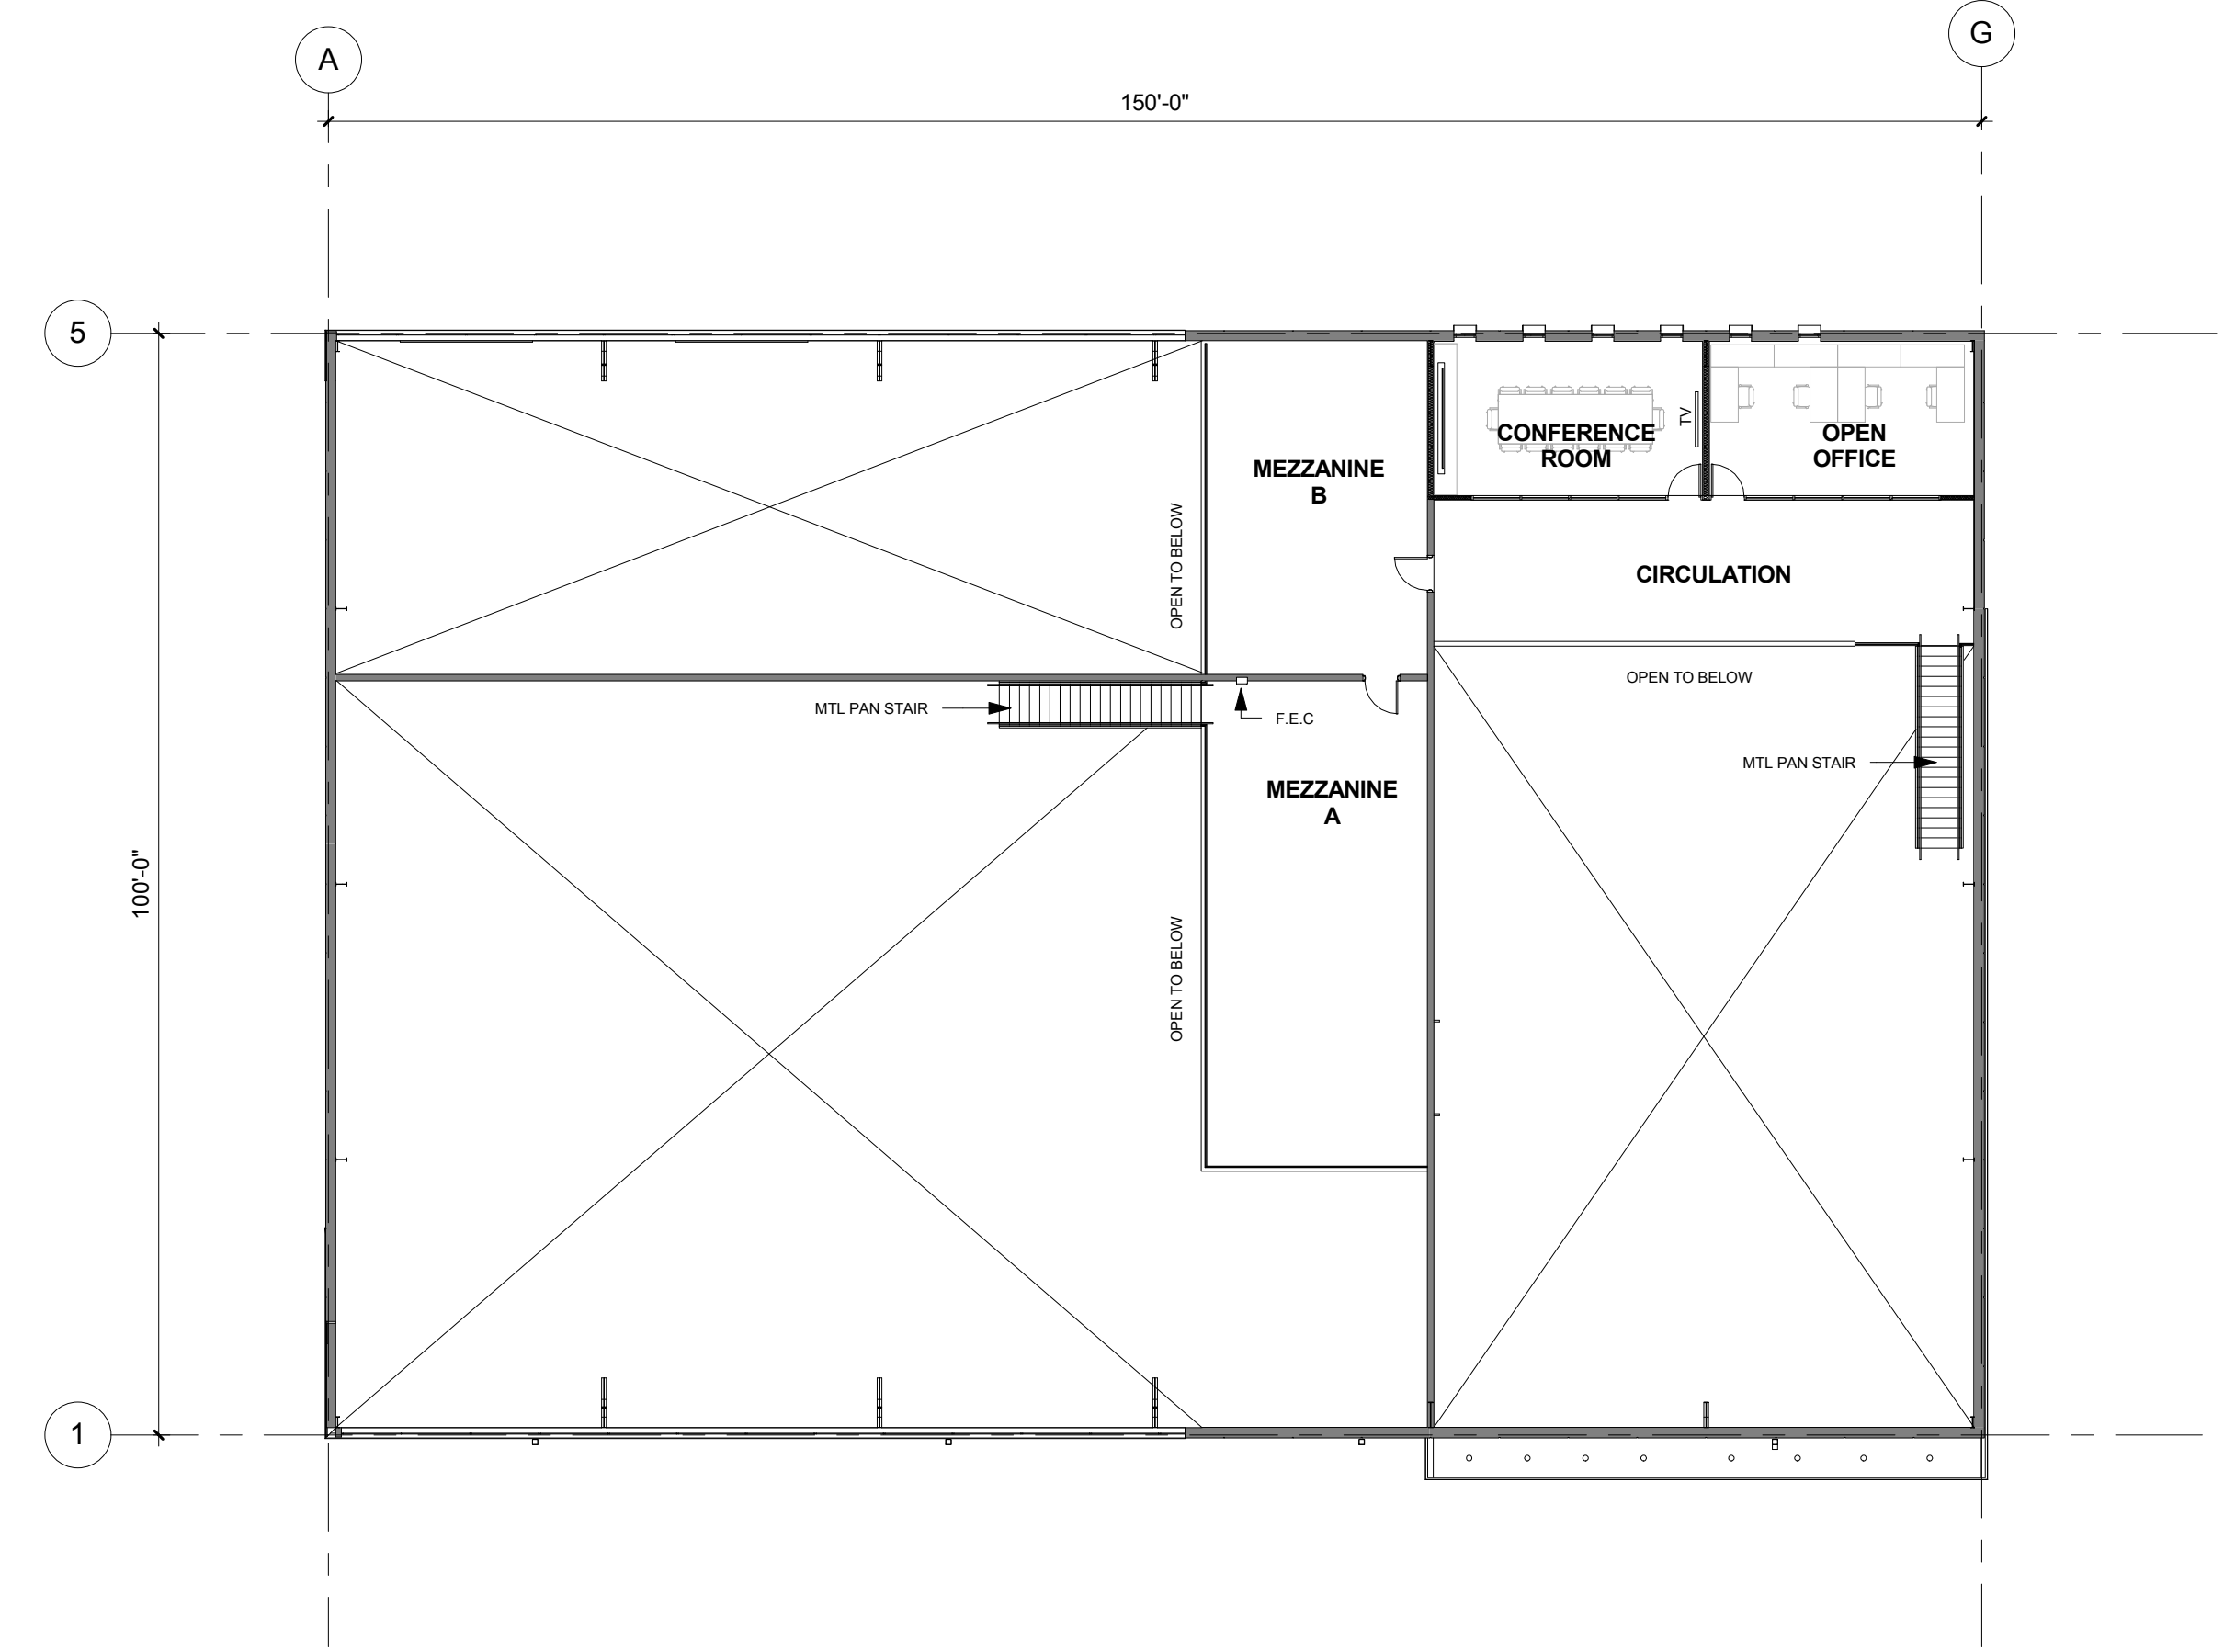 A
G
150'-0"
5
TV
CONFERENCE
ROOM
OPEN
OFFICE
MEZZANINE
B
OPEN TO BELOW
CIRCULATION
OPEN TO BELOW
MTL PAN STAIR
F.E.C
MTL PAN STAIR
MEZZANINE
A
100'-0"
OPEN TO BELOW
1